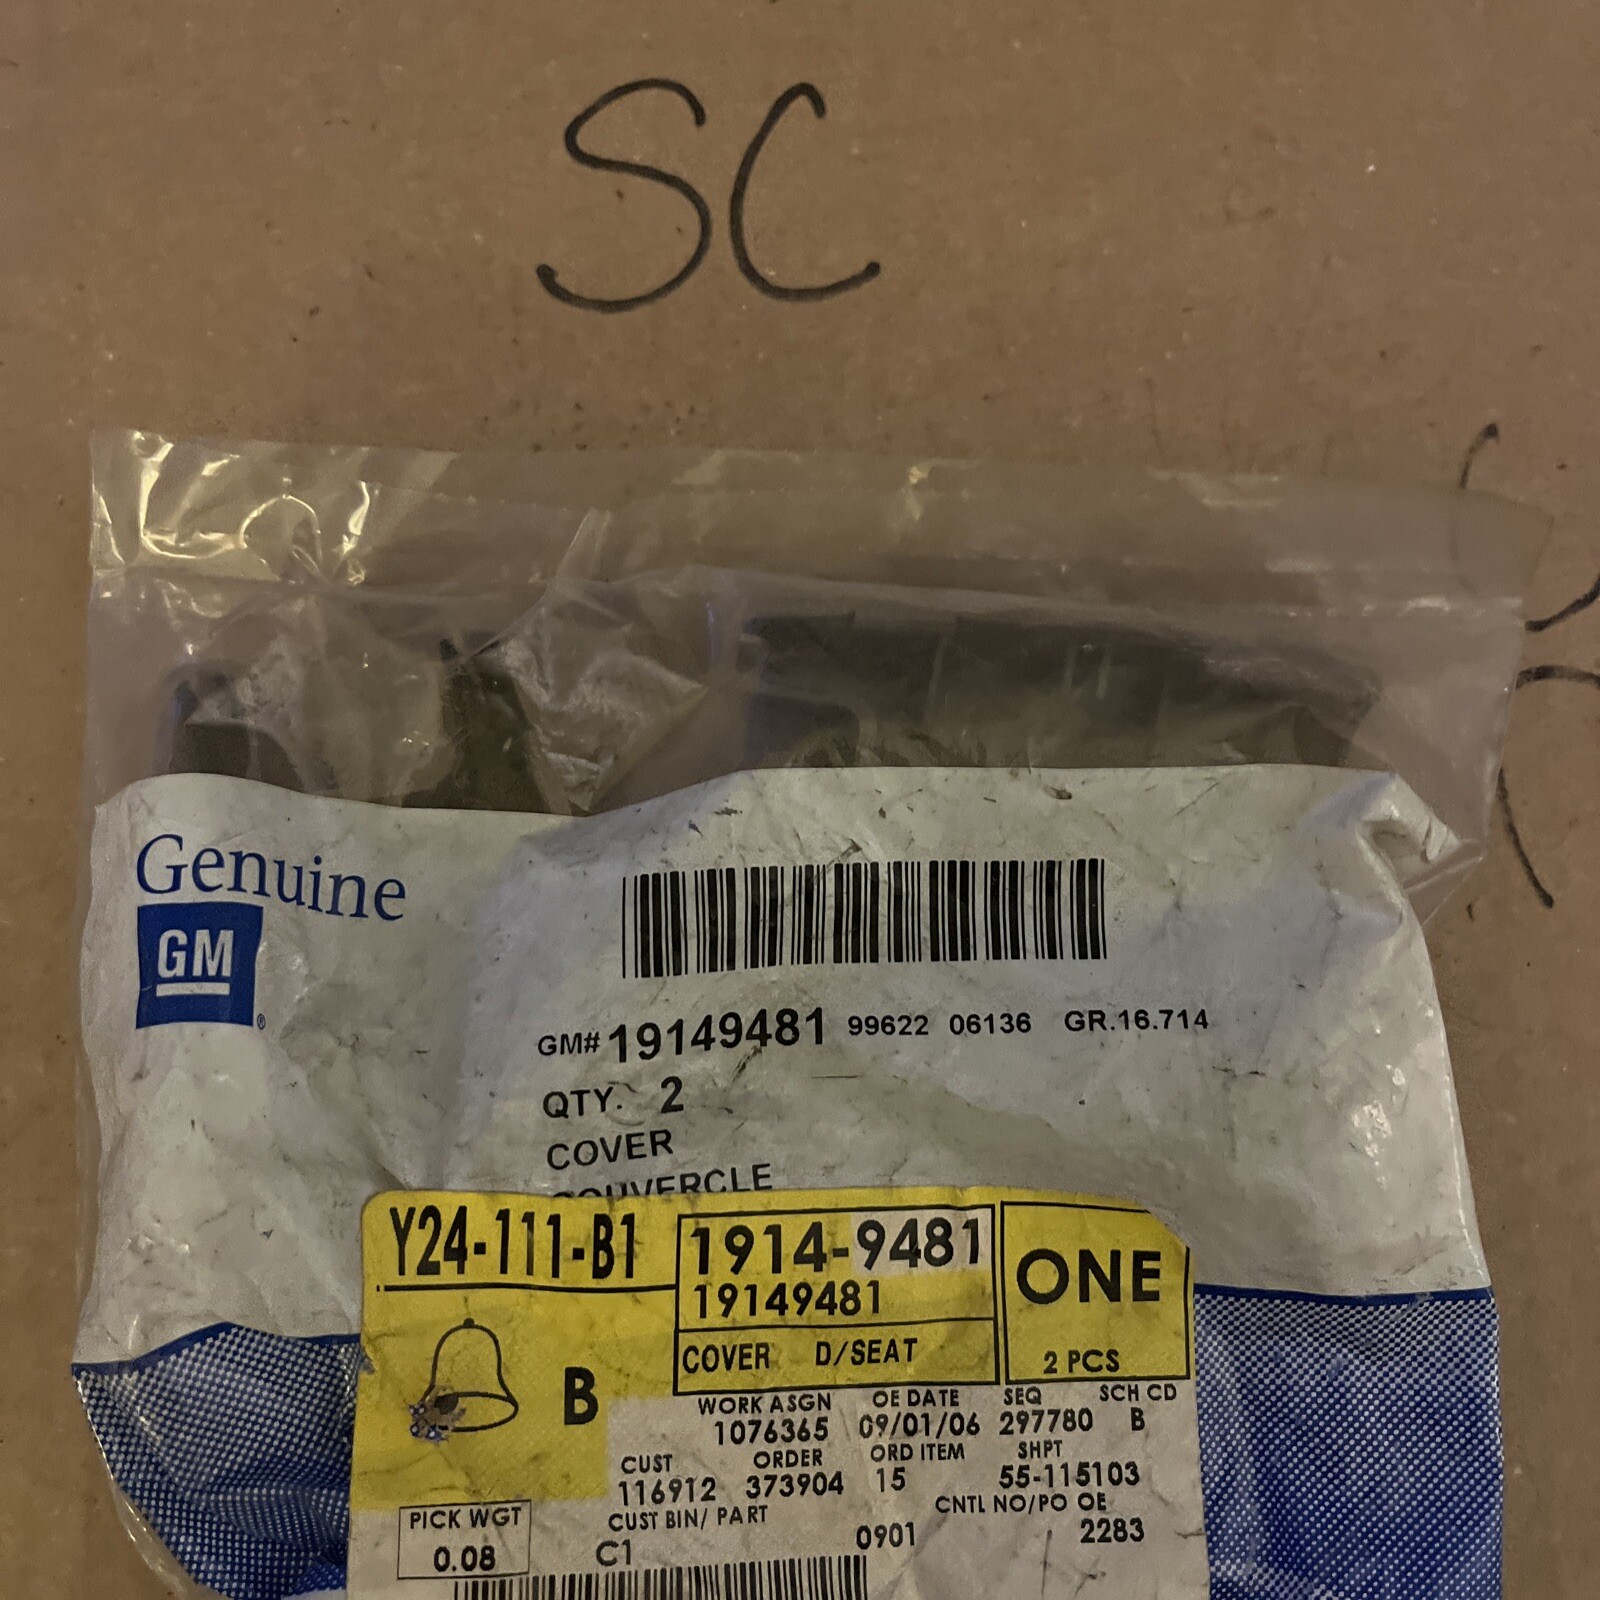 SC
Genuine
GM
GM# 19149481 99622 06136 GR.16.714
QTY. 2
COVER
COUVERCLE
Y24-111-B1
1914-9481
19149481
COVER D/SEAT
ONE
2 PCS
B
WORK ASGN OE DATE SEQ SCH CD
1076365 09/01/06 297780 B
CUST ORDER ORD ITEM SHPT
116912 373904 15 55-115103
PICK WGT
0.08
CUST BIN/ PART CNTL NO/PO OE
C1 0901 2283